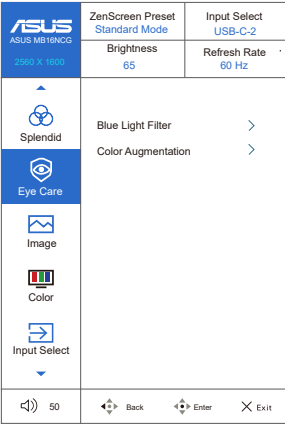 ASUS
ASUS MB16NCG
2560 X 1600
ZenScreen Preset
Standard Mode
Input Select
USB-C-2
Brightness
65
Refresh Rate
60 Hz
Splendid
Eye Care
Image
Color
Input Select
Blue Light Filter
Color Augmentation
50
Back
Enter
Exit